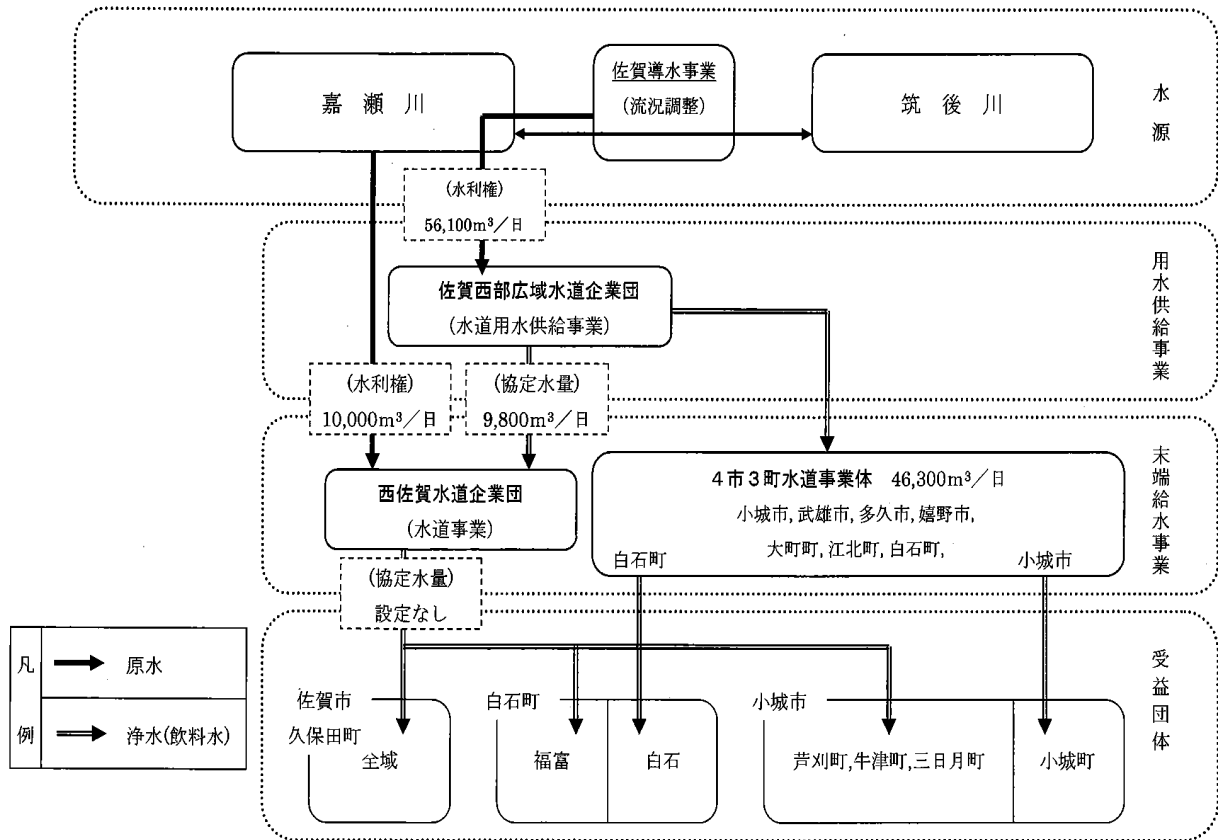 佐賀導水事業
(流況調整)
嘉瀬川
筑後川
水源
(水利権)
56,100m³／日
佐賀西部広域水道企業団
(水道用水供給事業)
用水供給事業
(水利権)
10,000m³／日
(協定水量)
9,800m³／日
西佐賀水道企業団
(水道事業)
4市3町水道事業体 46,300m³／日
小城市,武雄市,多久市,嬉野市,
大町町,江北町,白石町,
白石町
小城市
末端給水事業
(協定水量)
設定なし
凡例
原水
浄水(飲料水)
佐賀市
久保田町
全域
白石町
福富
白石
小城市
芦刈町,牛津町,三日月町
小城町
受益団体